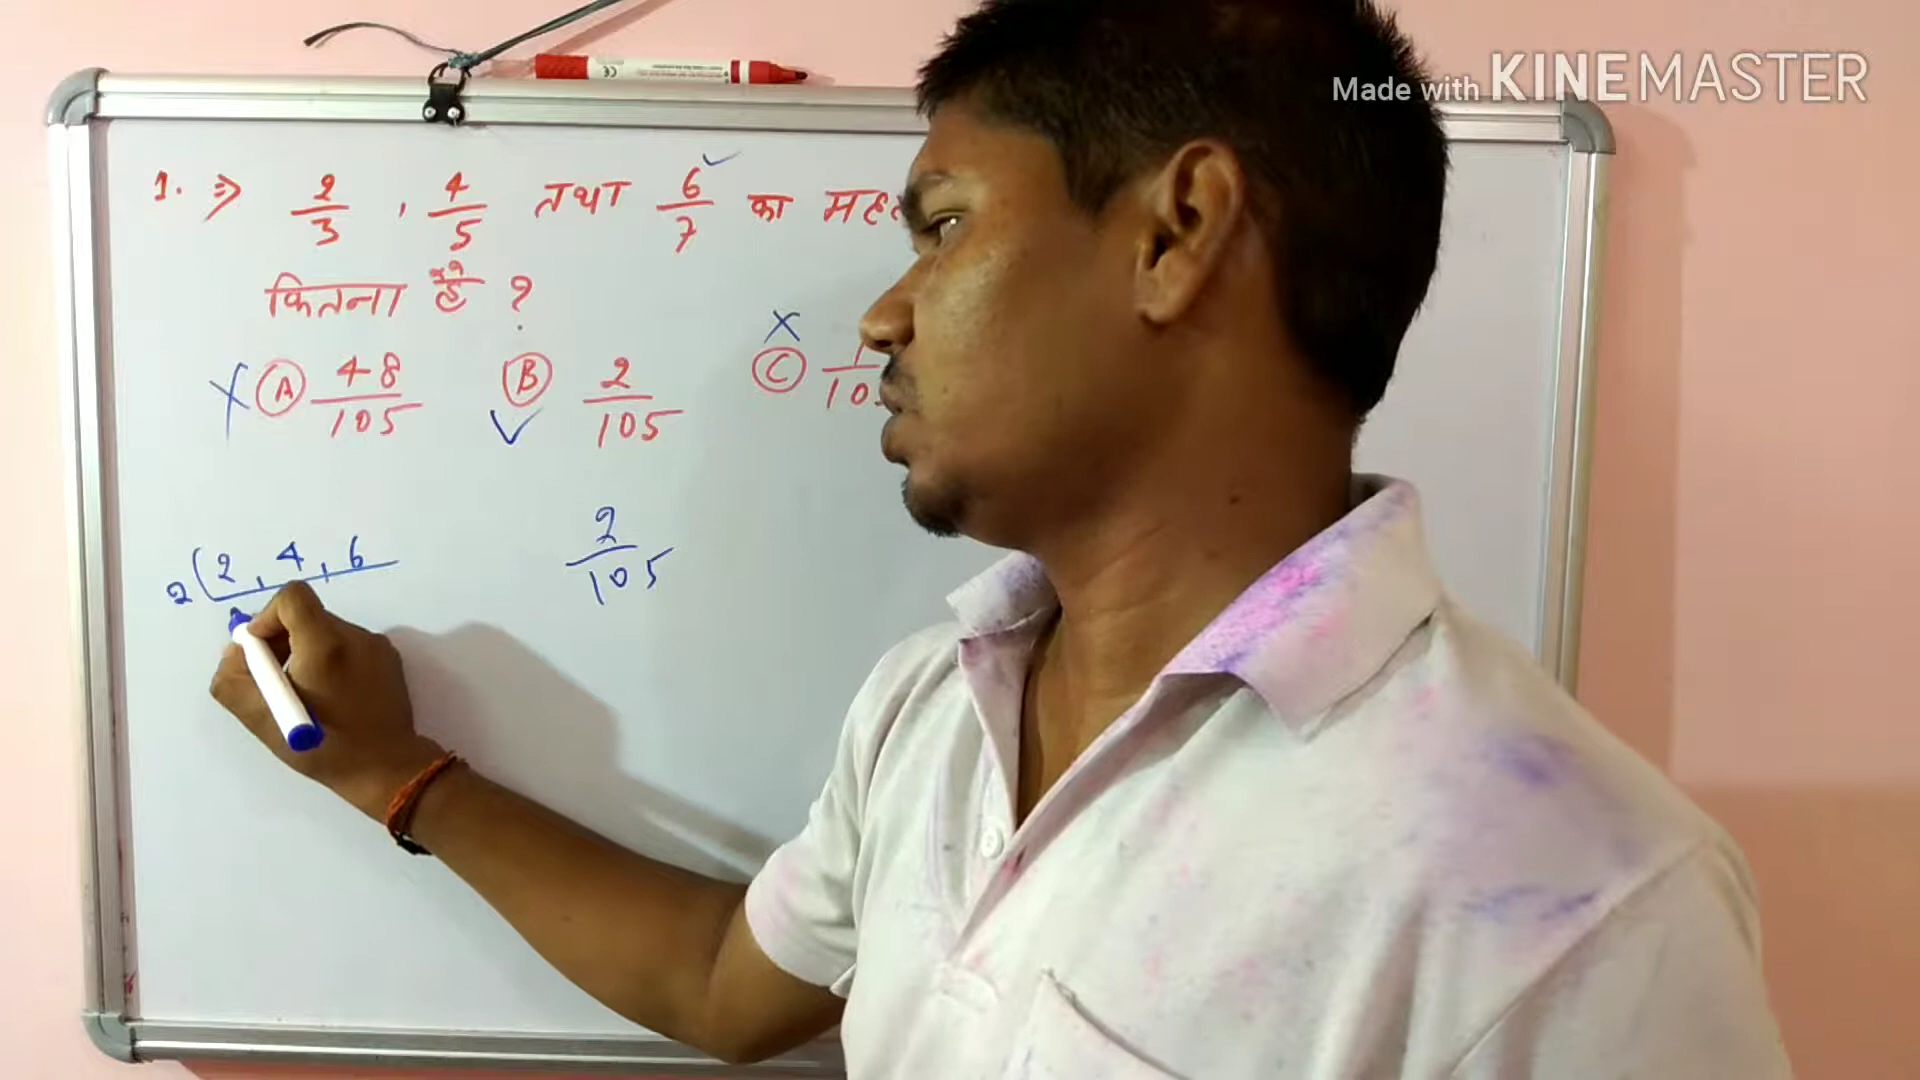 Made with KINEMASTER
1. ⇒ 2/3 , 4/5 तथा 6/7 का
कितना है ?
A 48/105 B 2/105 C
2 ( 2 , 4 , 6
2/105